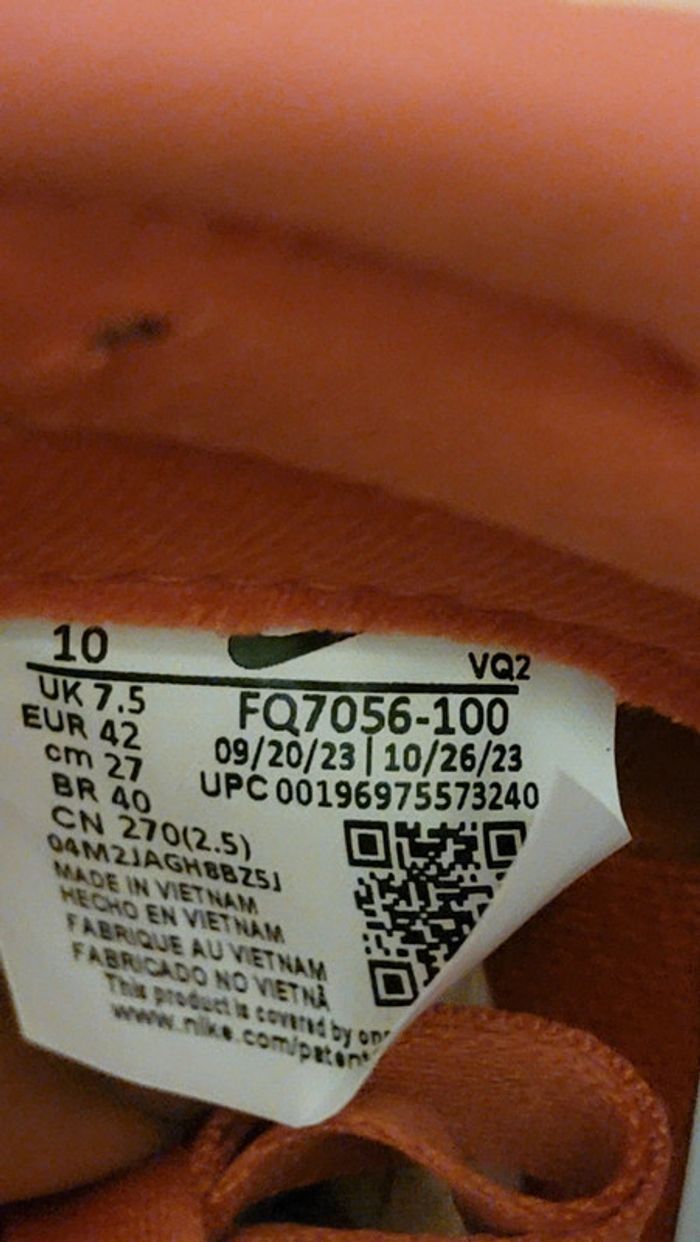 10
VQ2
UK 7.5
EUR 42
cm 27
BR 40
CN 270(2.5)
FQ7056-100
09/20/23 | 10/26/23
UPC 00196975573240
04M2JAGH8BZ5J
MADE IN VIETNAM
HECHO EN VIETNAM
FABRIQUE AU VIETNAM
FABRICADO NO VIETNÃ
This product is covered by
www.nike.com/patent